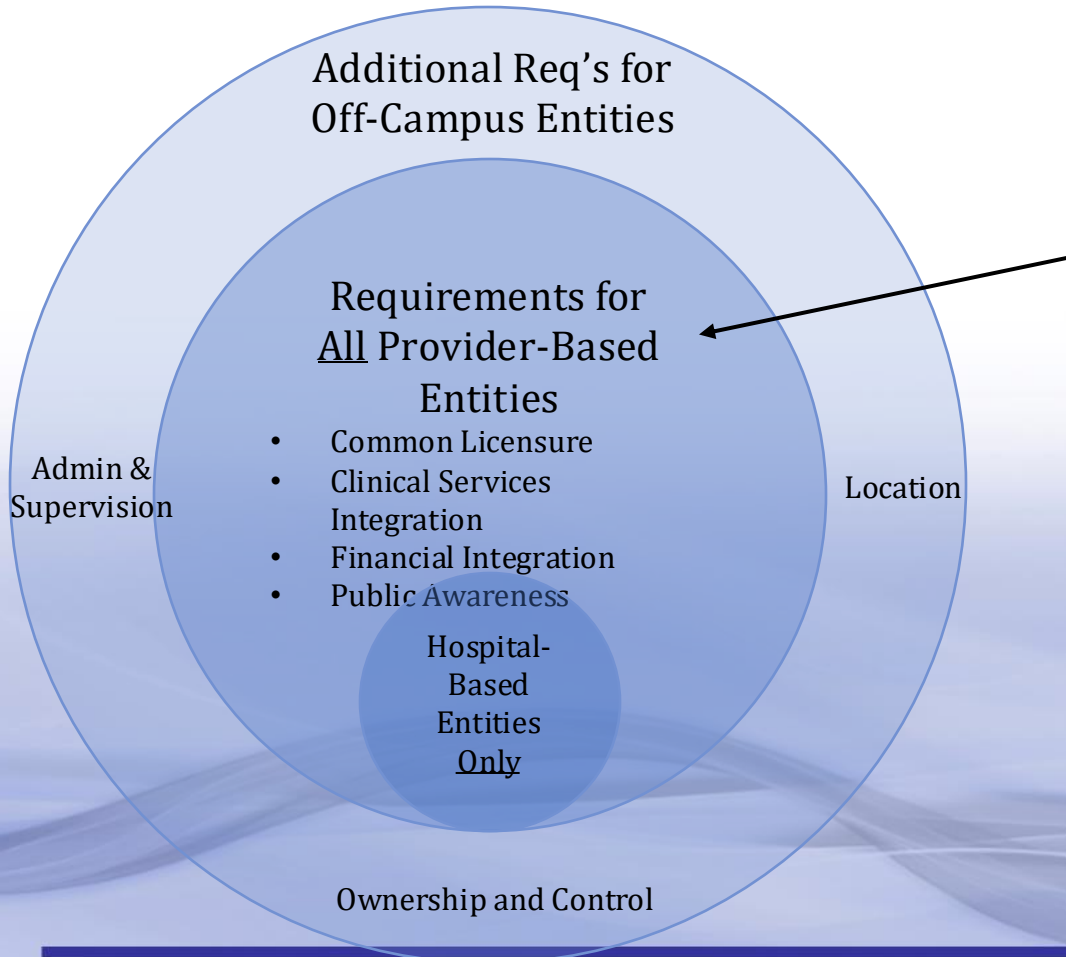 Additional Req’s for
Off-Campus Entities
Requirements for
All Provider-Based
Entities
• Common Licensure
• Clinical Services
Integration
• Financial Integration
• Public Awareness
Admin &
Supervision
Location
Hospital-
Based
Entities
Only
Ownership and Control